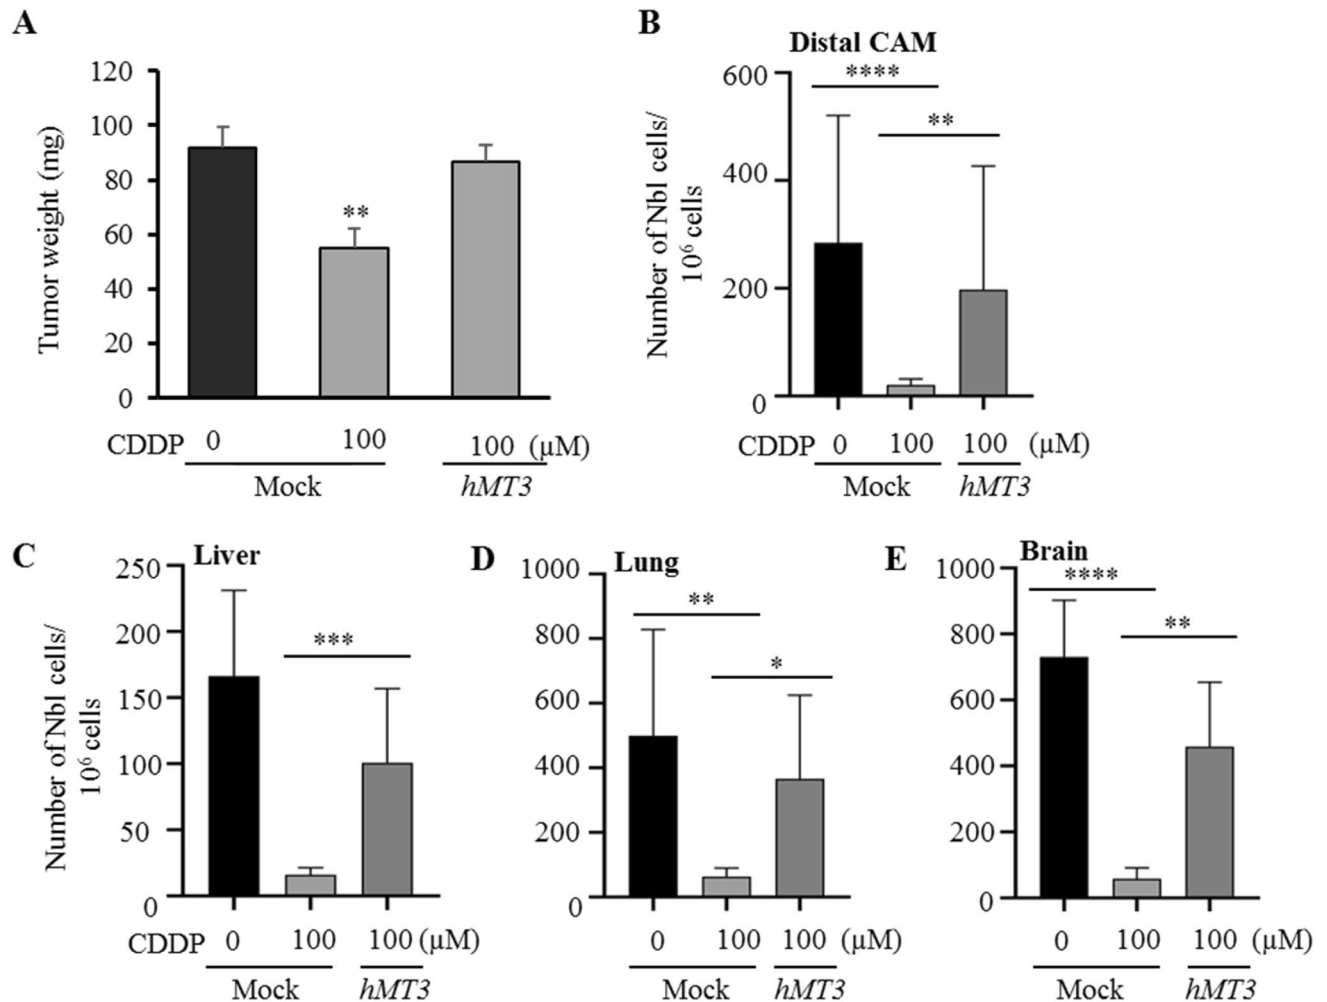 A
Tumor weight (mg)
120
100
80
60
40
20
0
**
CDDP 0 100 100 (µM)
Mock hMT3
B
Distal CAM
Number of Nbl cells/
10⁶ cells
600
400
200
0
****
**
CDDP 0 100 100 (µM)
Mock hMT3
C
Liver
Number of Nbl cells/
10⁶ cells
250
200
150
100
50
0
***
CDDP 0 100 100 (µM)
Mock hMT3
D
Lung
1000
800
600
400
200
0
**
*
0 100 100 (µM)
Mock hMT3
E
Brain
1000
800
600
400
200
0
****
**
0 100 100 (µM)
Mock hMT3